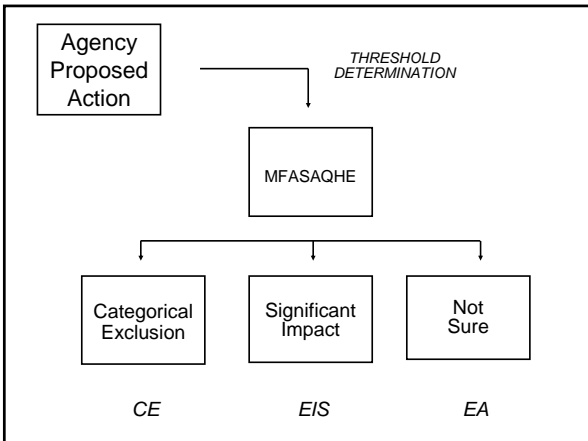 Agency
Proposed
Action
THRESHOLD
DETERMINATION
MFASAQHE
Categorical
Exclusion
Significant
Impact
Not
Sure
CE
EIS
EA